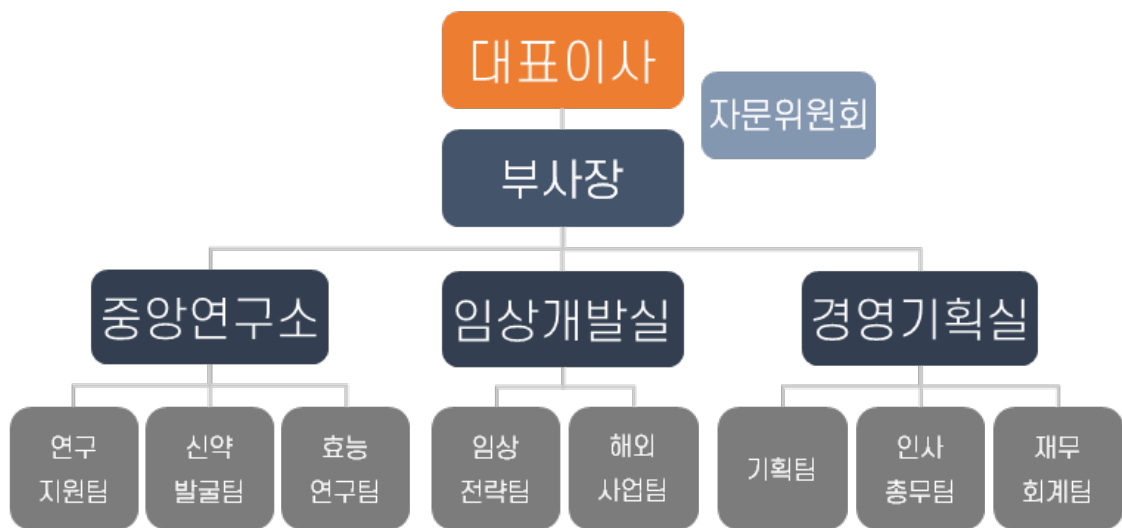 대표이사
자문위원회
부사장
중앙연구소
임상개발실
경영기획실
연구
지원팀
신약
발굴팀
효능
연구팀
임상
전략팀
해외
사업팀
기획팀
인사
총무팀
재무
회계팀